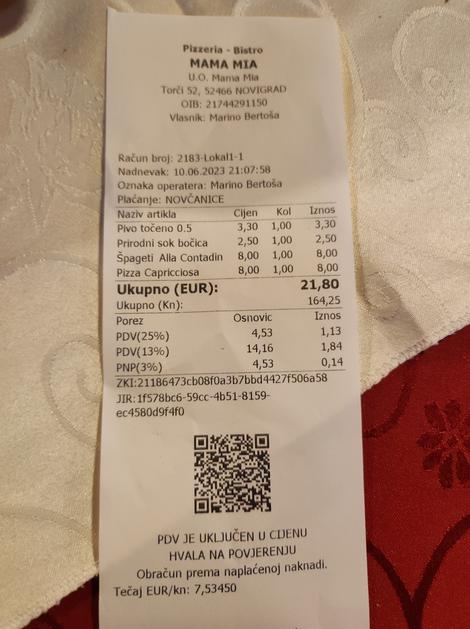 Pizzeria - Bistro
MAMA MIA
U.O. Mama Mia
Torči 52, 52466 NOVIGRAD
OIB: 21744291150
Vlasnik: Marino Bertoša
Račun broj: 2183-Lokal1-1
Nadnevak: 10.06.2023 21:07:58
Oznaka operatera: Marino Bertoša
Plaćanje: NOVČANICE
Naziv artikla Cijen Kol Iznos
Pivo točeno 0.5 3,30 1,00 3,30
Prirodni sok bočica 2,50 1,00 2,50
Špageti Alla Contadin 8,00 1,00 8,00
Pizza Capricciosa 8,00 1,00 8,00
Ukupno (EUR): 21,80
Ukupno (Kn): 164,25
Porez Osnovic Iznos
PDV(25%) 4,53 1,13
PDV(13%) 14,16 1,84
PNP(3%) 4,53 0,14
ZKI:21186473cb08f0a3b7bbd4427f506a58
JIR:1f578bc6-59cc-4b51-8159-
ec4580d9f4f0
PDV JE UKLJUČEN U CIJENU
HVALA NA POVJERENJU
Obračun prema naplaćenoj naknadi.
Tečaj EUR/kn: 7,53450